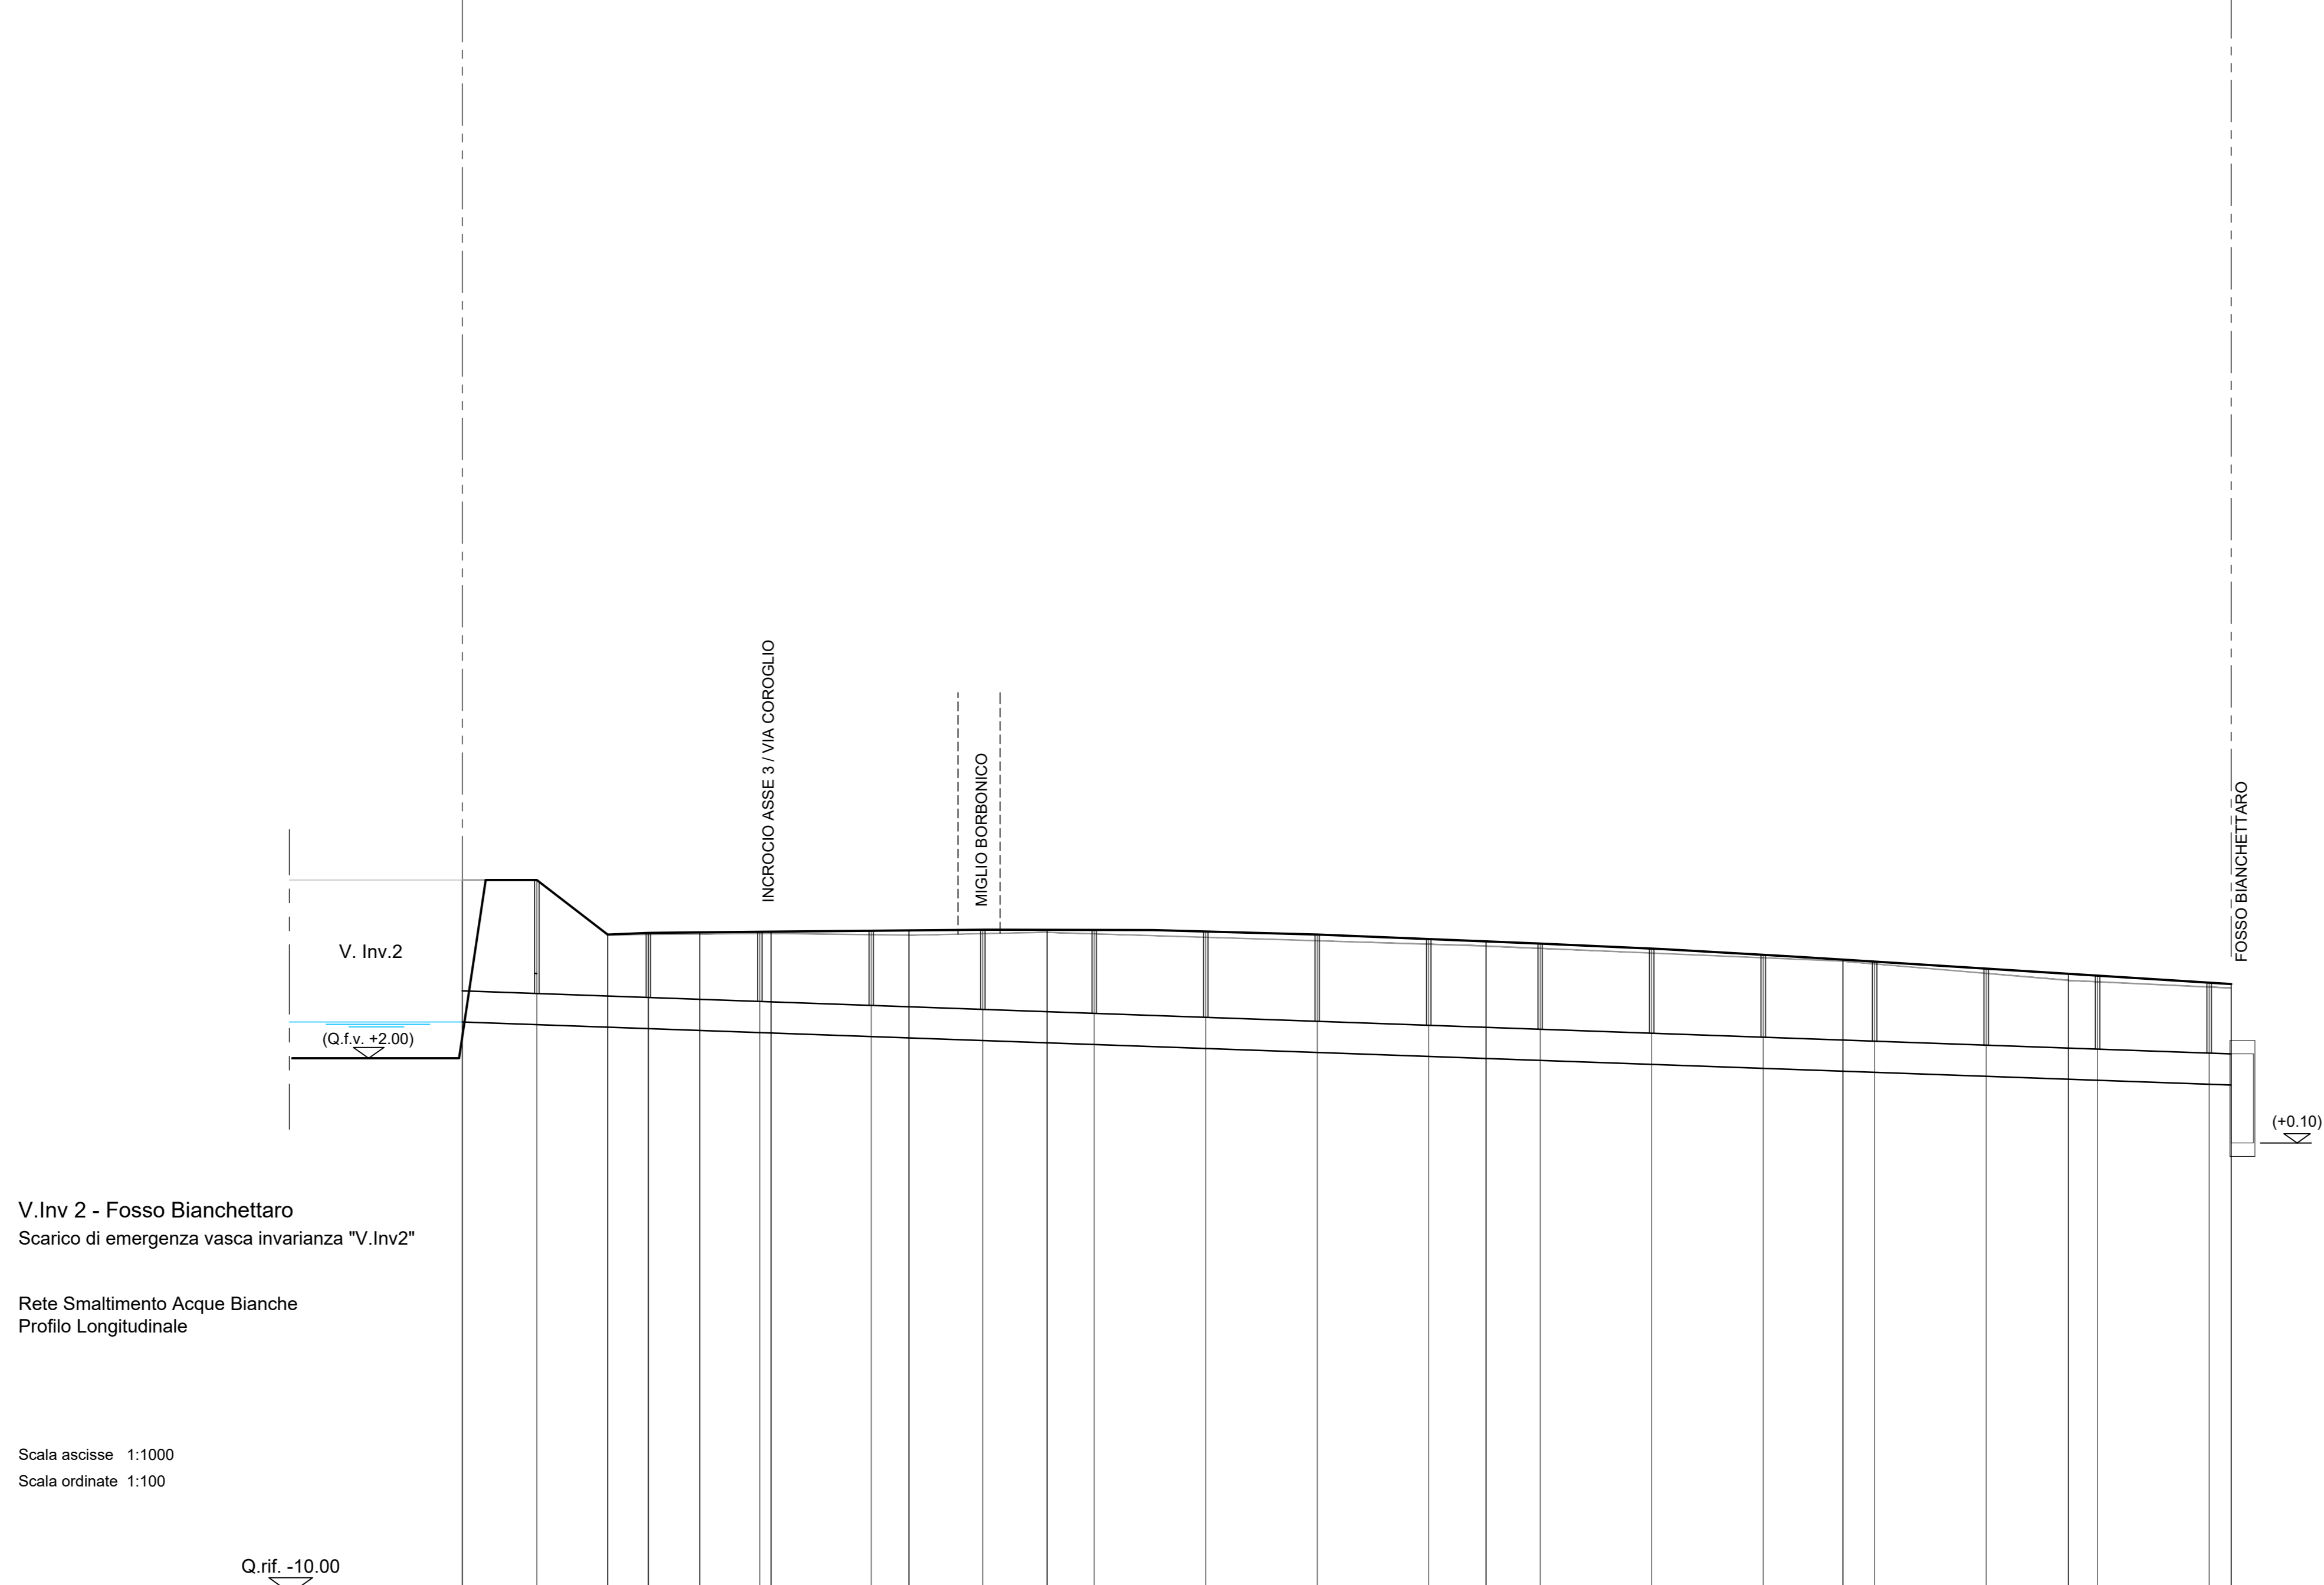 INCROCIO ASSE 3 / VIA COROGLIO
MIGLIO BORBONICO
FOSSO BIANCHETTARO
V. Inv.2
(Q.f.v. +2.00)
(+0.10)
V.Inv 2 - Fosso Bianchettaro
Scarico di emergenza vasca invarianza "V.Inv2"
Rete Smaltimento Acque Bianche
Profilo Longitudinale
Scala ascisse 1:1000
Scala ordinate 1:100
Q.rif. -10.00